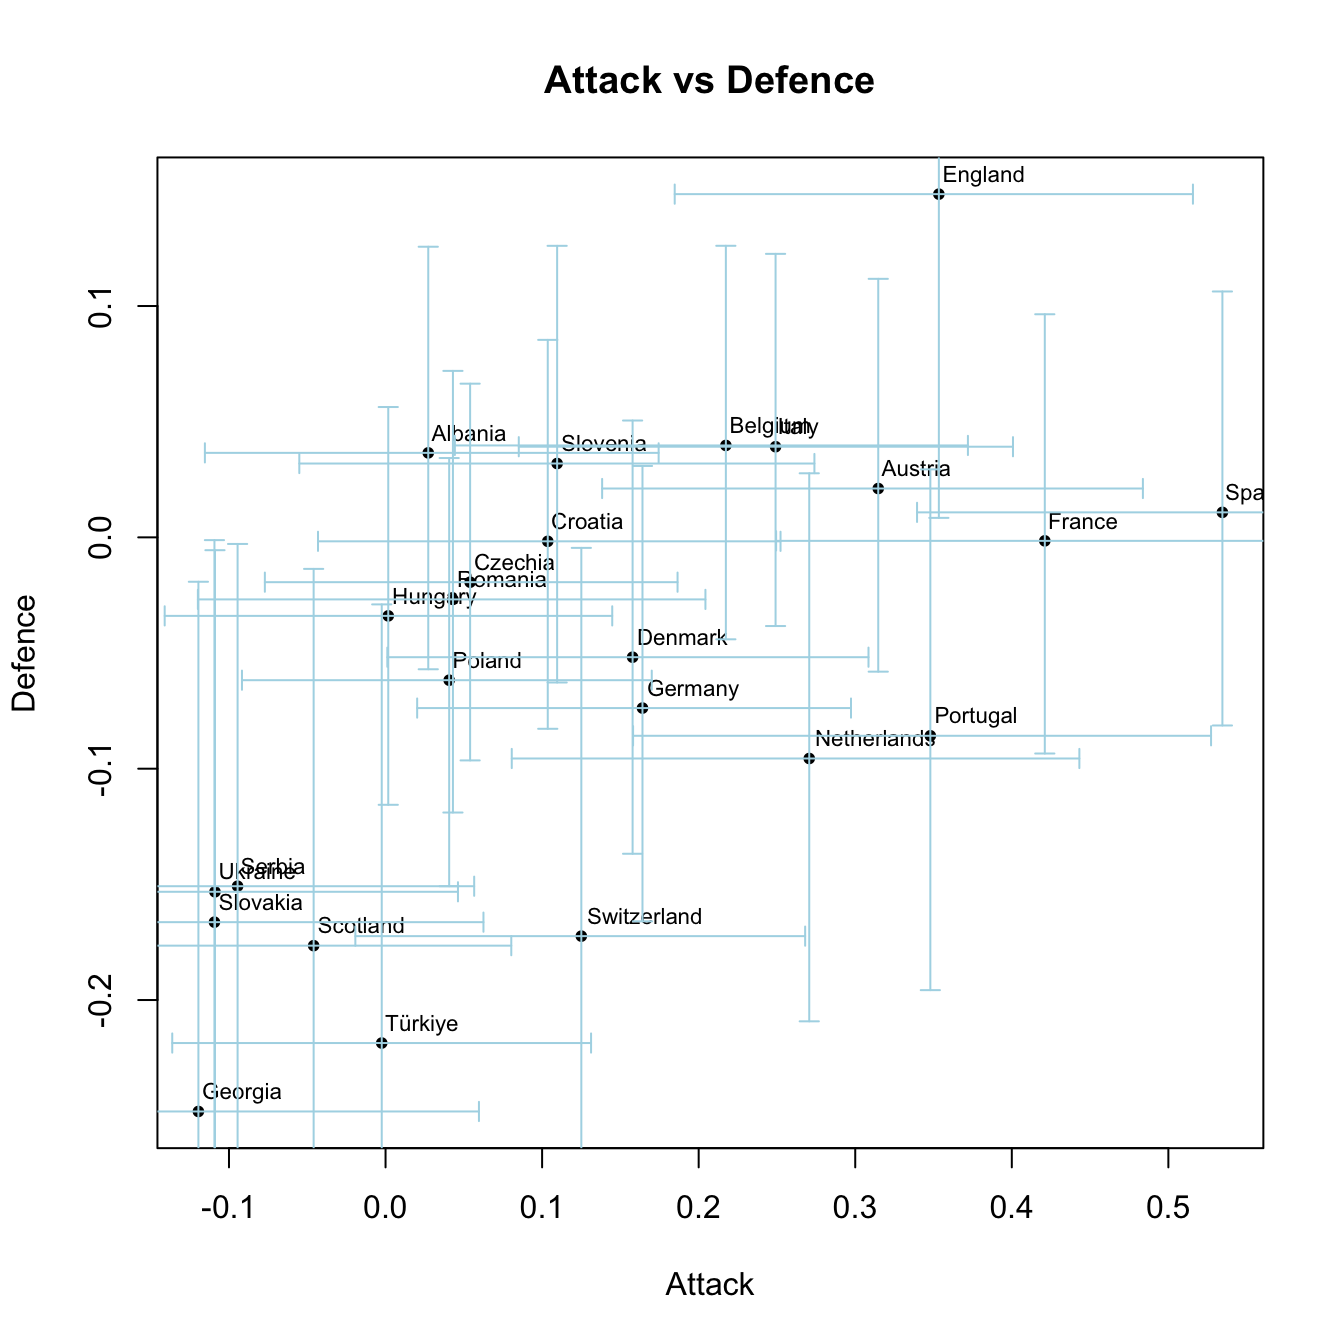 Attack vs Defence
England
Albania
Slovenia
Belgium
Italy
Austria
Spa
Croatia
France
Czechia
Romania
Hungary
Denmark
Poland
Germany
Portugal
Netherlands
Serbia
Ukraine
Slovakia
Scotland
Switzerland
Türkiye
Georgia
0.1
0.0
-0.1
-0.2
Defence
-0.1 0.0 0.1 0.2 0.3 0.4 0.5
Attack